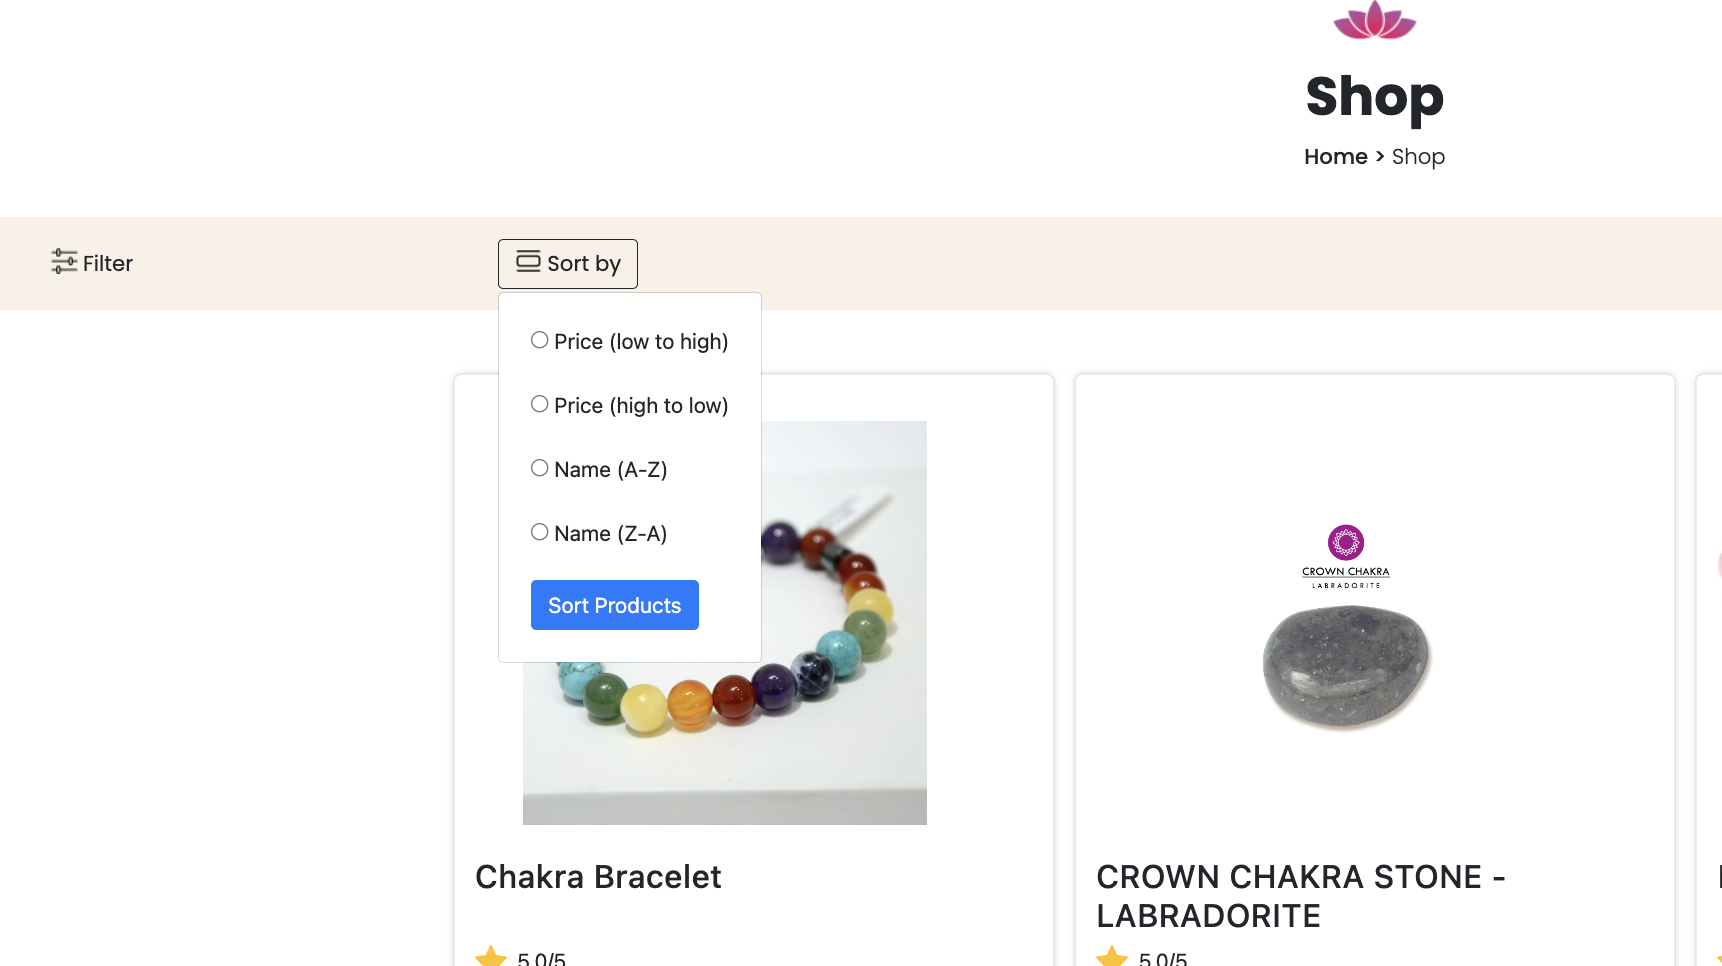 Shop
Home > Shop
Filter
Sort by
Price (low to high)
Price (high to low)
Name (A-Z)
Name (Z-A)
Sort Products
CROWN CHAKRA
LABRADORITE
Chakra Bracelet
CROWN CHAKRA STONE -
LABRADORITE
5.0/5
5.0/5